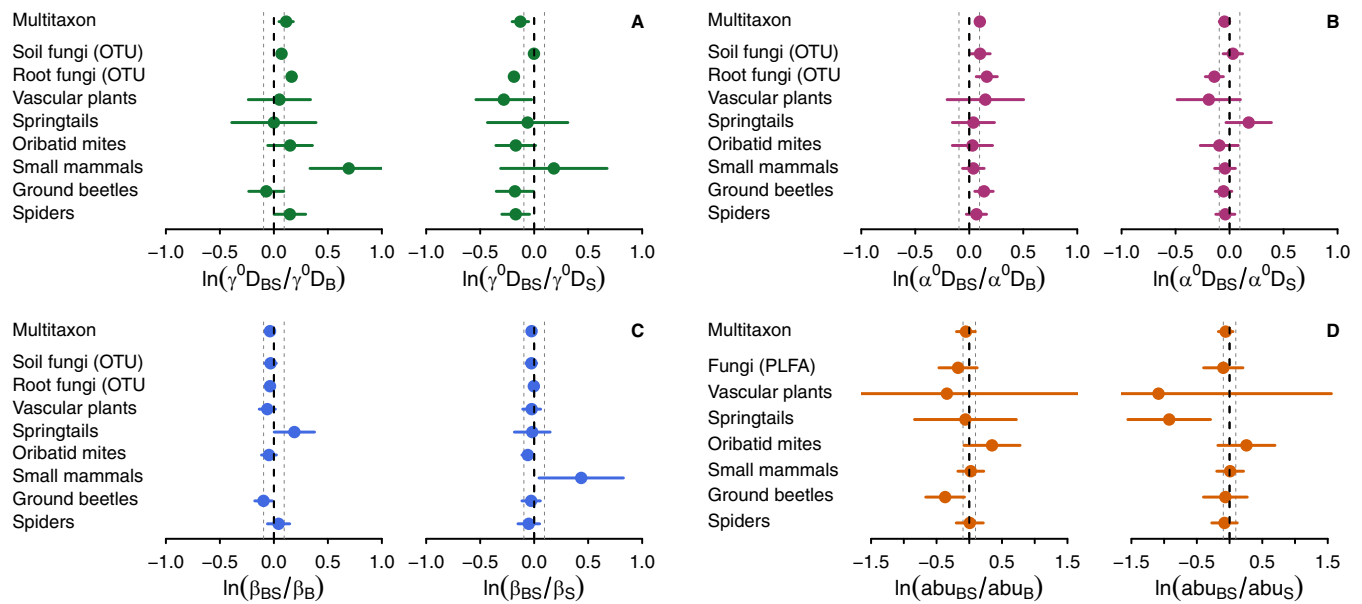 A
Multitaxon
Soil fungi (OTU)
Root fungi (OTU
Vascular plants
Springtails
Oribatid mites
Small mammals
Ground beetles
Spiders
−1.0 −0.5 0.0 0.5 1.0
ln(γ⁰D_BS/γ⁰D_B)
−1.0 −0.5 0.0 0.5 1.0
ln(γ⁰D_BS/γ⁰D_S)
B
Multitaxon
Soil fungi (OTU)
Root fungi (OTU
Vascular plants
Springtails
Oribatid mites
Small mammals
Ground beetles
Spiders
−1.0 −0.5 0.0 0.5 1.0
ln(α⁰D_BS/α⁰D_B)
−1.0 −0.5 0.0 0.5 1.0
ln(α⁰D_BS/α⁰D_S)
C
Multitaxon
Soil fungi (OTU)
Root fungi (OTU
Vascular plants
Springtails
Oribatid mites
Small mammals
Ground beetles
Spiders
−1.0 −0.5 0.0 0.5 1.0
ln(β_BS/β_B)
−1.0 −0.5 0.0 0.5 1.0
ln(β_BS/β_S)
D
Multitaxon
Fungi (PLFA)
Vascular plants
Springtails
Oribatid mites
Small mammals
Ground beetles
Spiders
−1.5 −0.5 0.5 1.5
ln(abu_BS/abu_B)
−1.5 −0.5 0.5 1.5
ln(abu_BS/abu_S)